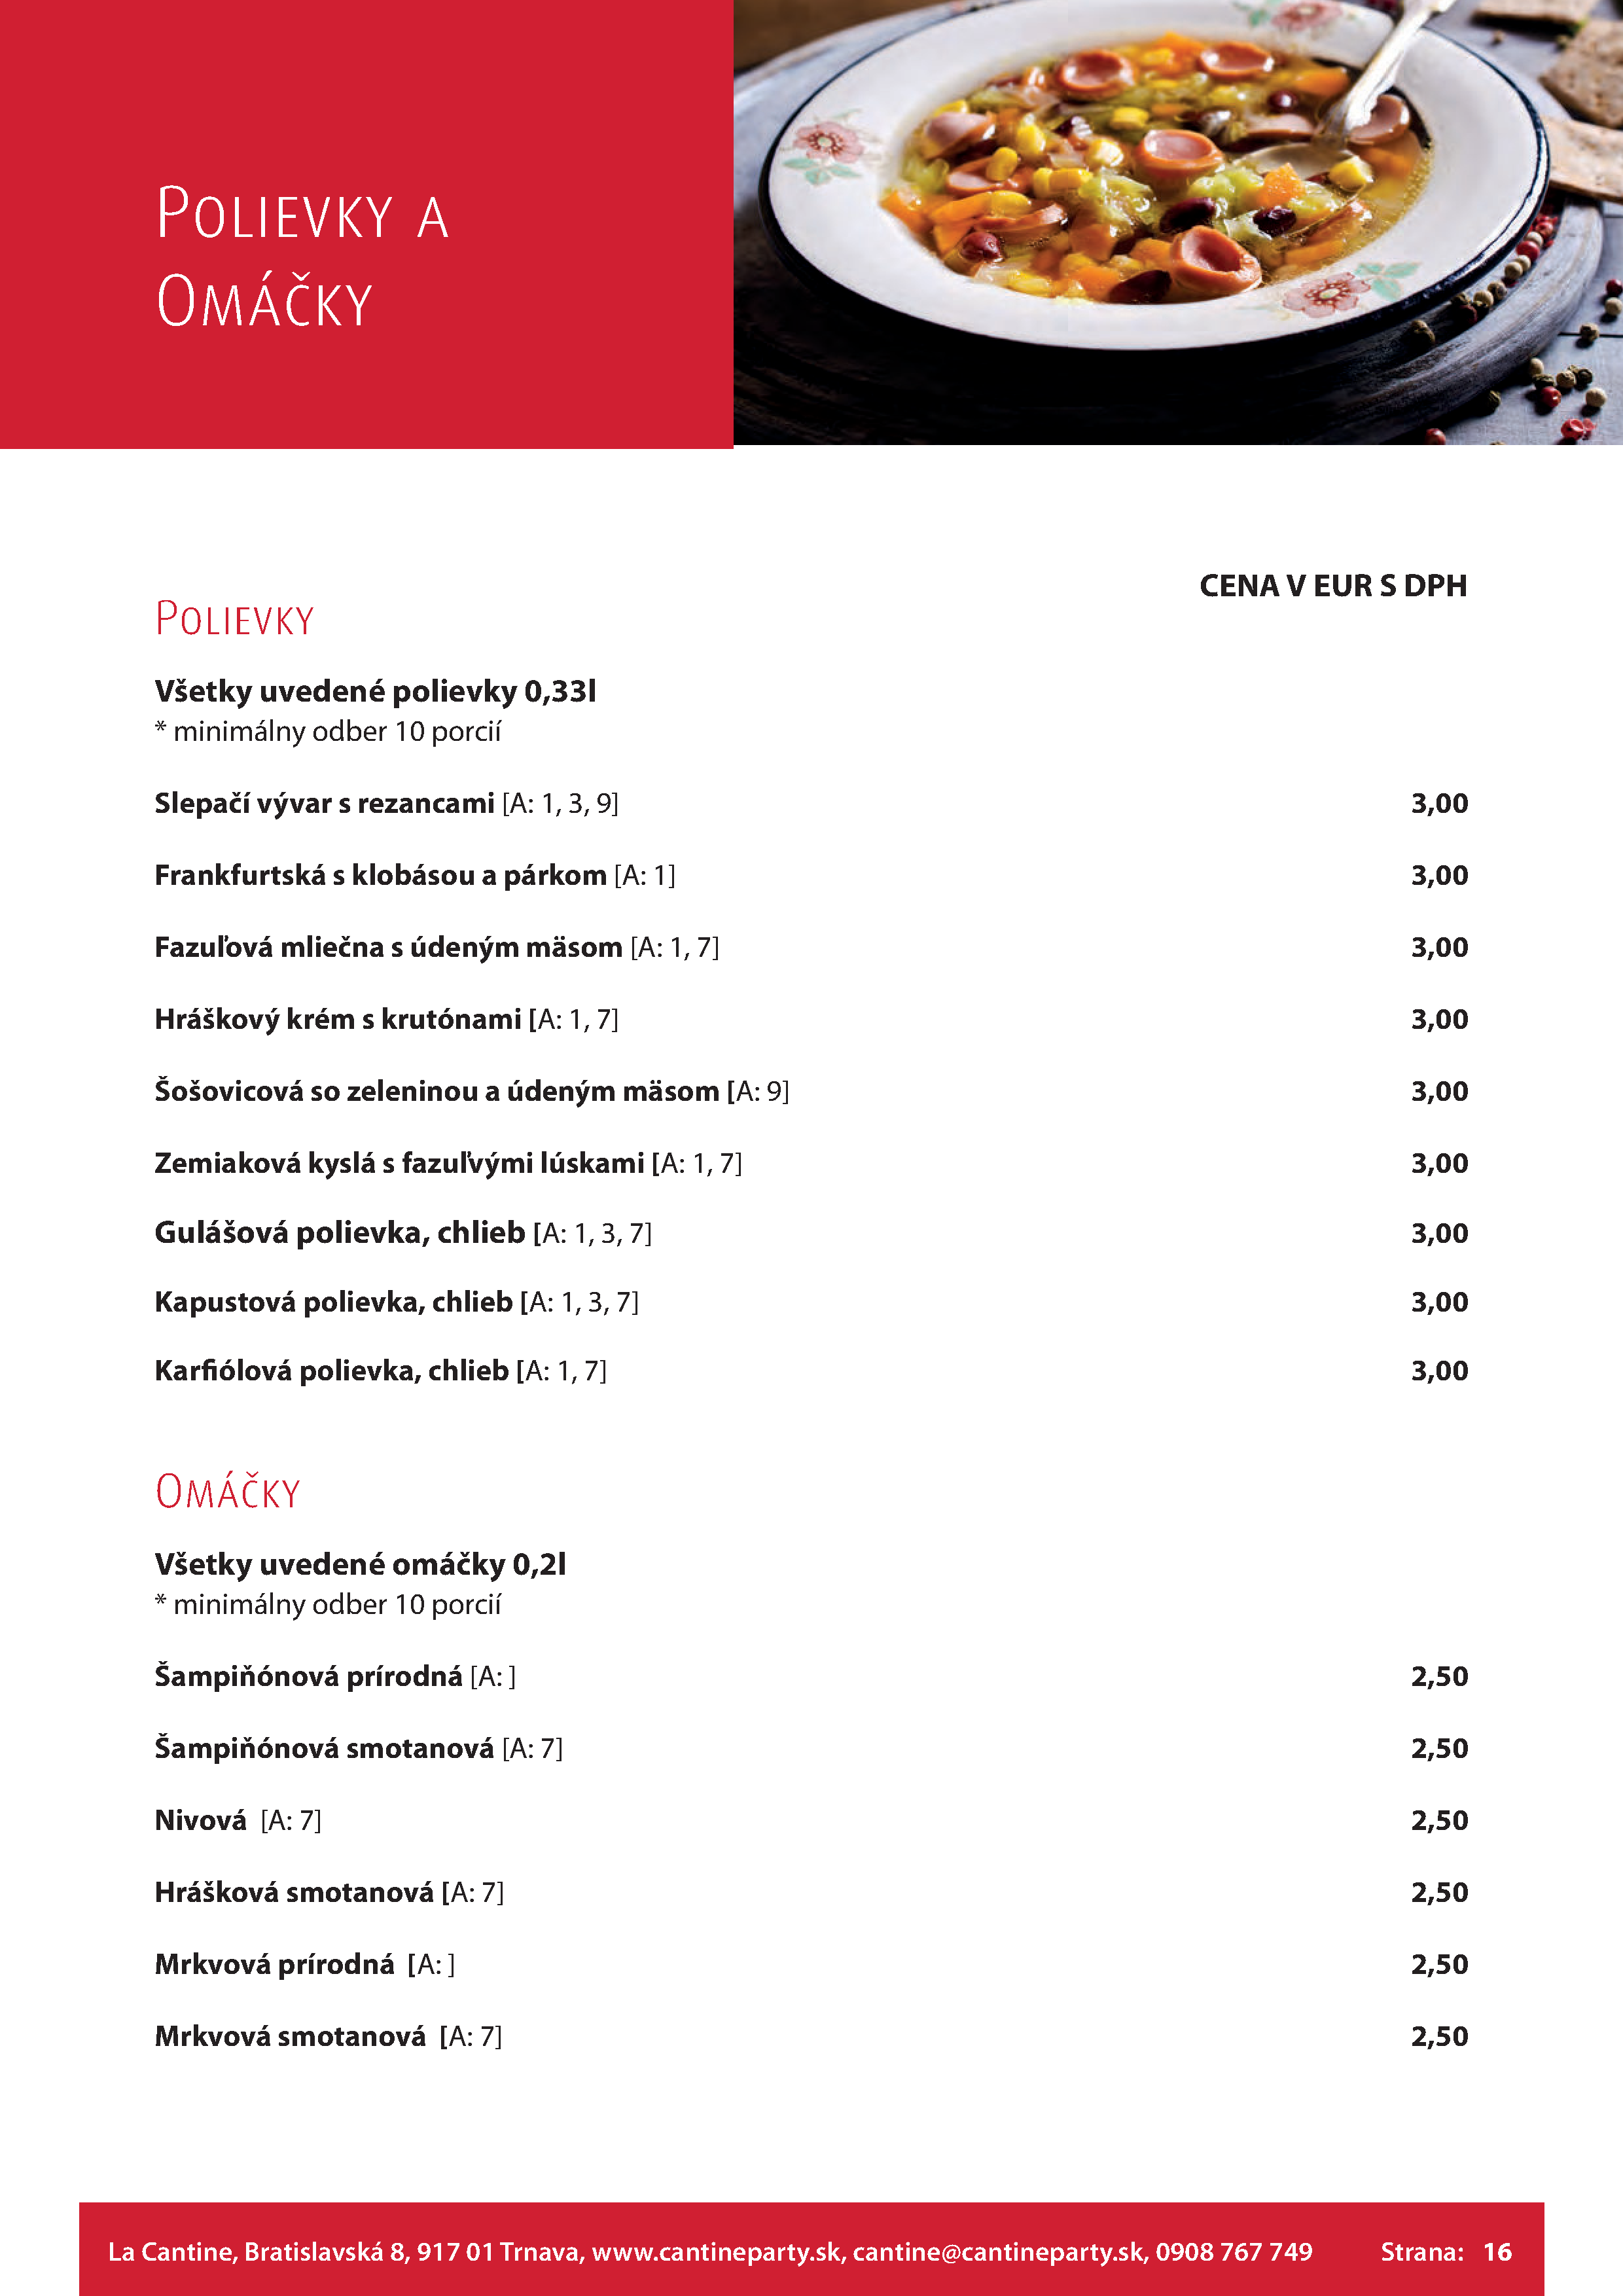 Polievky a
Omáčky
CENA V EUR S DPH
Polievky
Všetky uvedené polievky 0,33l
* minimálny odber 10 porcií
Slepačí vývar s rezancami [A: 1, 3, 9] 3,00
Frankfurtská s klobásou a párkom [A: 1] 3,00
Fazuľová mliečna s údeným mäsom [A: 1, 7] 3,00
Hráškový krém s krutónami [A: 1, 7] 3,00
Šošovicová so zeleninou a údeným mäsom [A: 9] 3,00
Zemiaková kyslá s fazuľvými lúskami [A: 1, 7] 3,00
Gulášová polievka, chlieb [A: 1, 3, 7] 3,00
Kapustová polievka, chlieb [A: 1, 3, 7] 3,00
Karfiólová polievka, chlieb [A: 1, 7] 3,00
Omáčky
Všetky uvedené omáčky 0,2l
* minimálny odber 10 porcií
Šampiňónová prírodná [A: ] 2,50
Šampiňónová smotanová [A: 7] 2,50
Nivová [A: 7] 2,50
Hrášková smotanová [A: 7] 2,50
Mrkvová prírodná [A: ] 2,50
Mrkvová smotanová [A: 7] 2,50
La Cantine, Bratislavská 8, 917 01 Trnava, www.cantineparty.sk, cantine@cantineparty.sk, 0908 767 749 Strana: 16